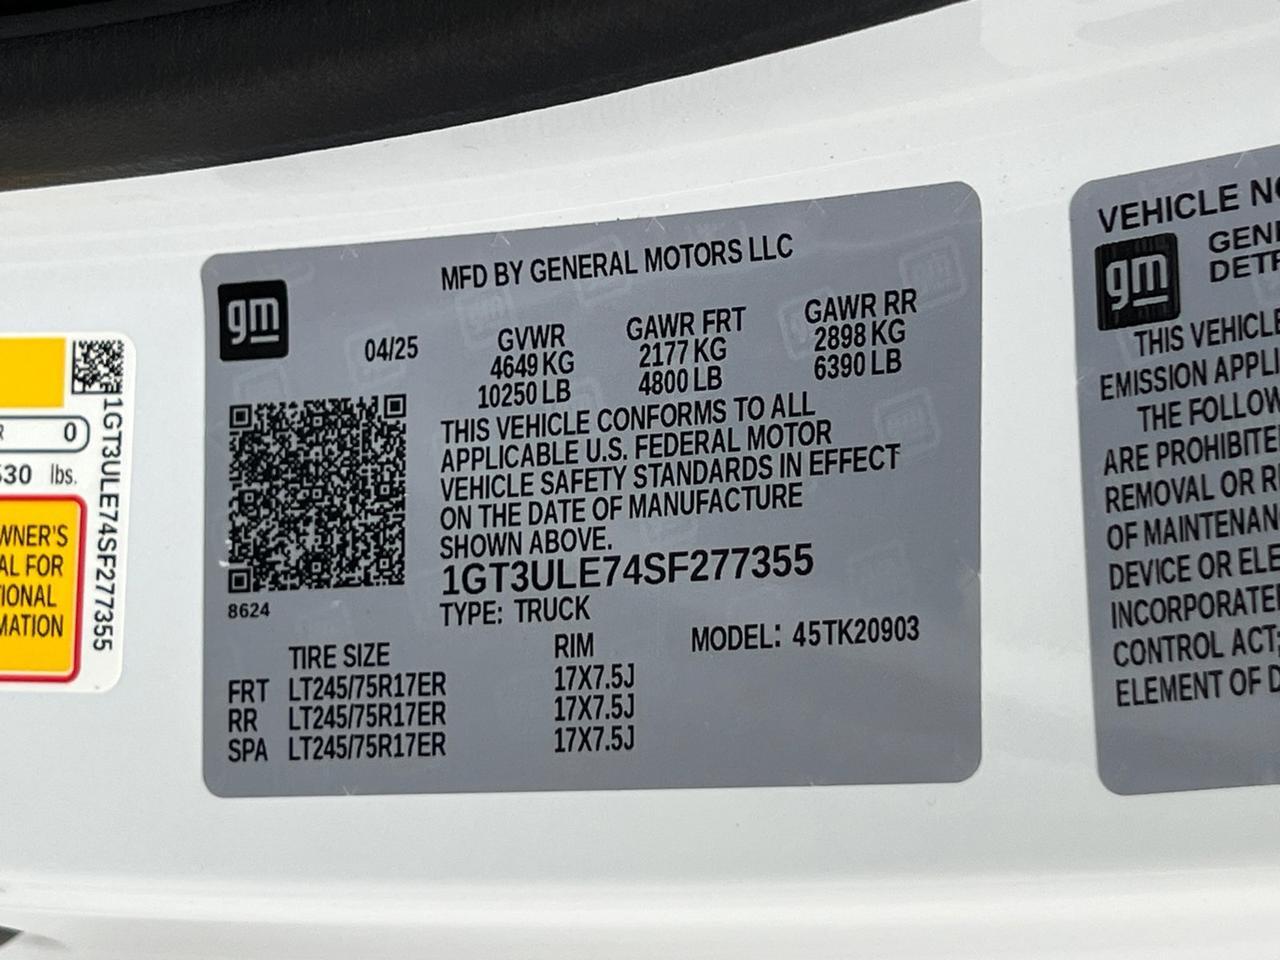 0
530 lbs.
WNER'S
AL FOR
IONAL
MATION
1GT3ULE74SF277355
gm
MFD BY GENERAL MOTORS LLC
04/25
GVWR GAWR FRT GAWR RR
4649 KG 2177 KG 2898 KG
10250 LB 4800 LB 6390 LB
THIS VEHICLE CONFORMS TO ALL
APPLICABLE U.S. FEDERAL MOTOR
VEHICLE SAFETY STANDARDS IN EFFECT
ON THE DATE OF MANUFACTURE
SHOWN ABOVE.
1GT3ULE74SF277355
8624
TYPE: TRUCK
MODEL: 45TK20903
TIRE SIZE RIM
FRT LT245/75R17ER 17X7.5J
RR LT245/75R17ER 17X7.5J
SPA LT245/75R17ER 17X7.5J
VEHICLE NO
gm
GENE
DETR
THIS VEHICLE
EMISSION APPLI
THE FOLLOW
ARE PROHIBITE
REMOVAL OR R
OF MAINTENAN
DEVICE OR ELE
INCORPORATE
CONTROL ACT;
ELEMENT OF D